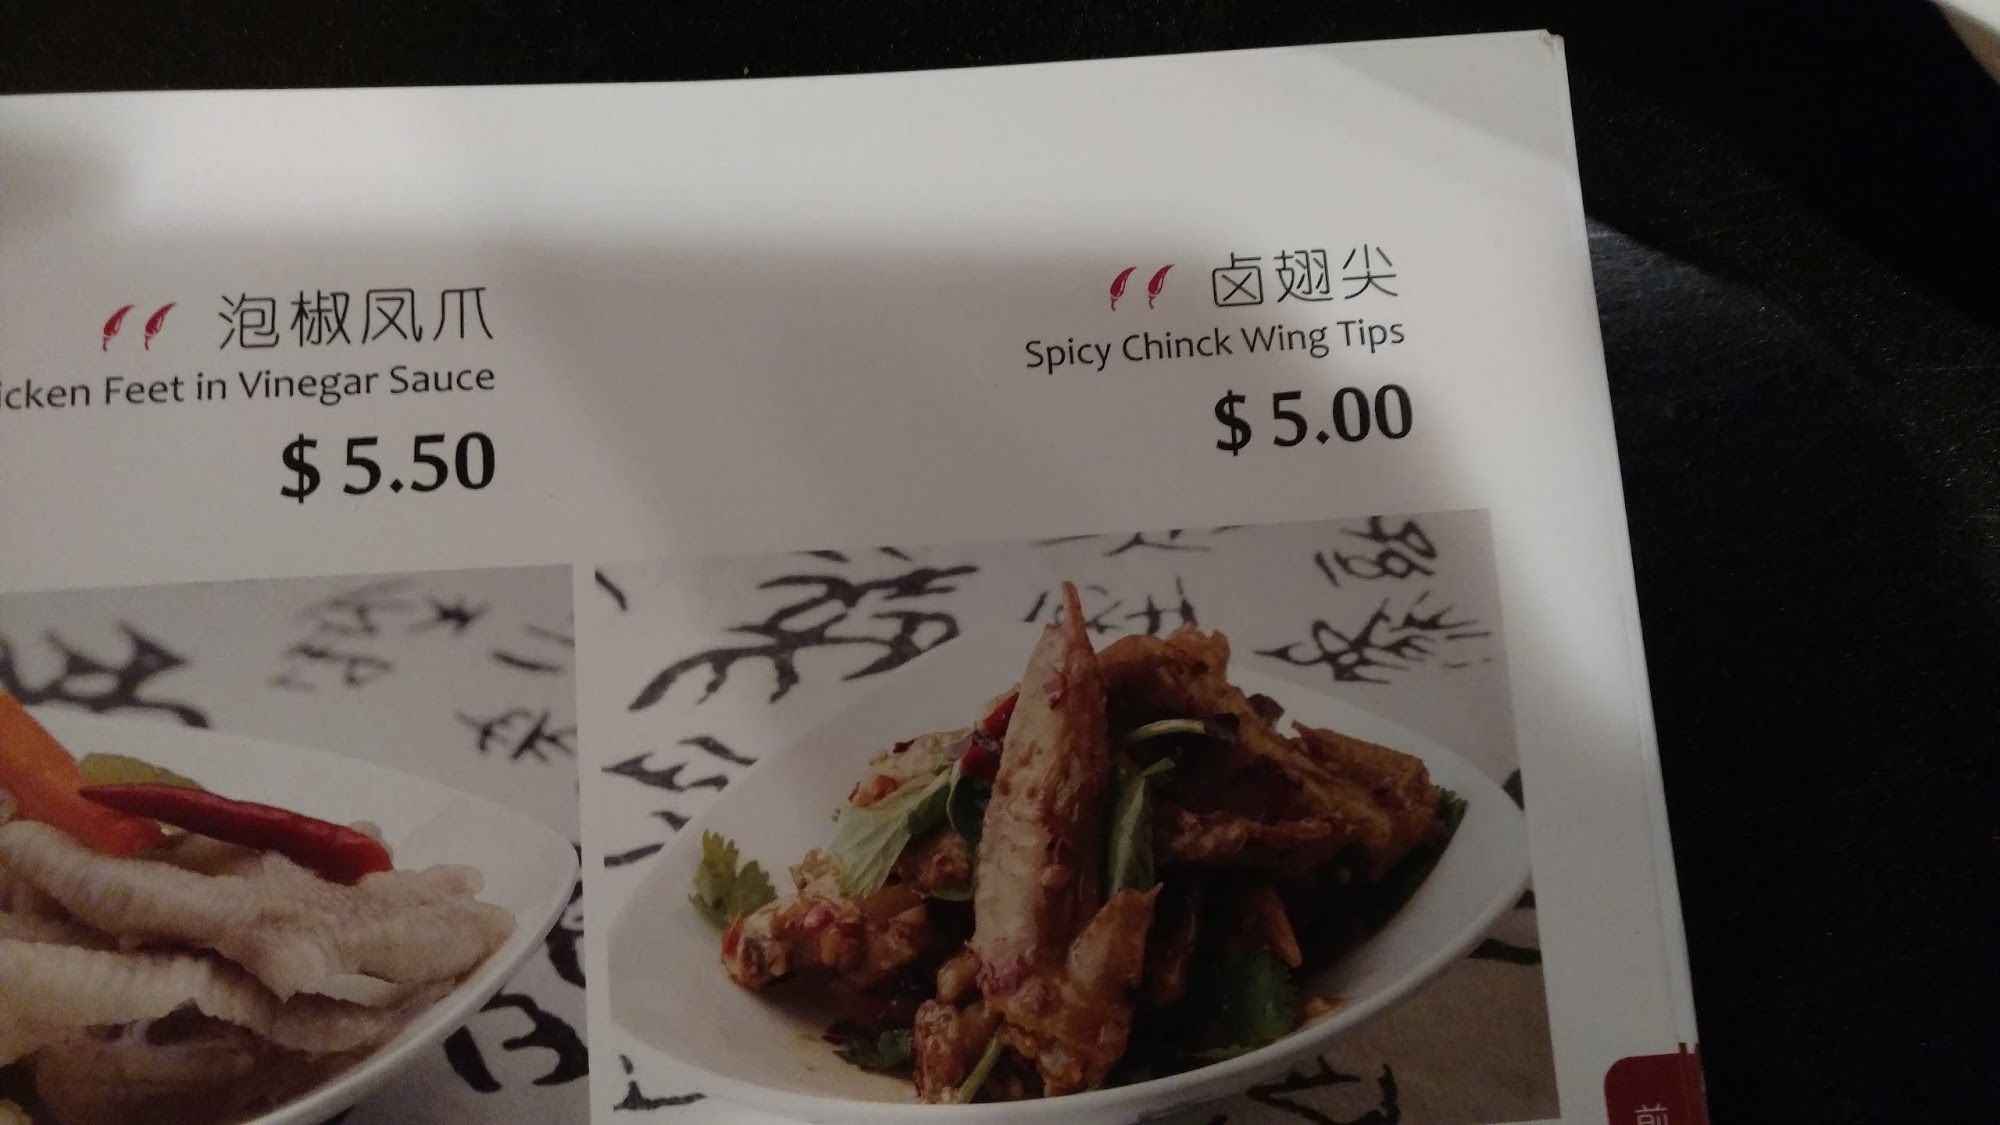 泡椒凤爪
icken Feet in Vinegar Sauce
$ 5.50
卤翅尖
Spicy Chinck Wing Tips
$ 5.00